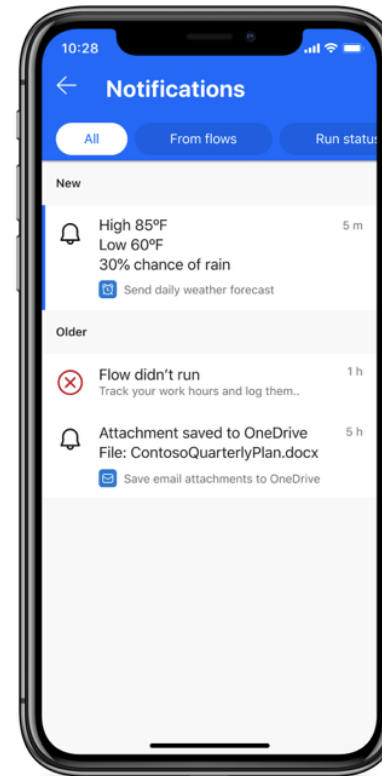 10:28
Notifications
All
From flows
Run status
New
High 85ºF
5 m
Low 60ºF
30% chance of rain
Send daily weather forecast
Older
Flow didn't run
1 h
Track your work hours and log them..
Attachment saved to OneDrive
5 h
File: ContosoQuarterlyPlan.docx
Save email attachments to OneDrive